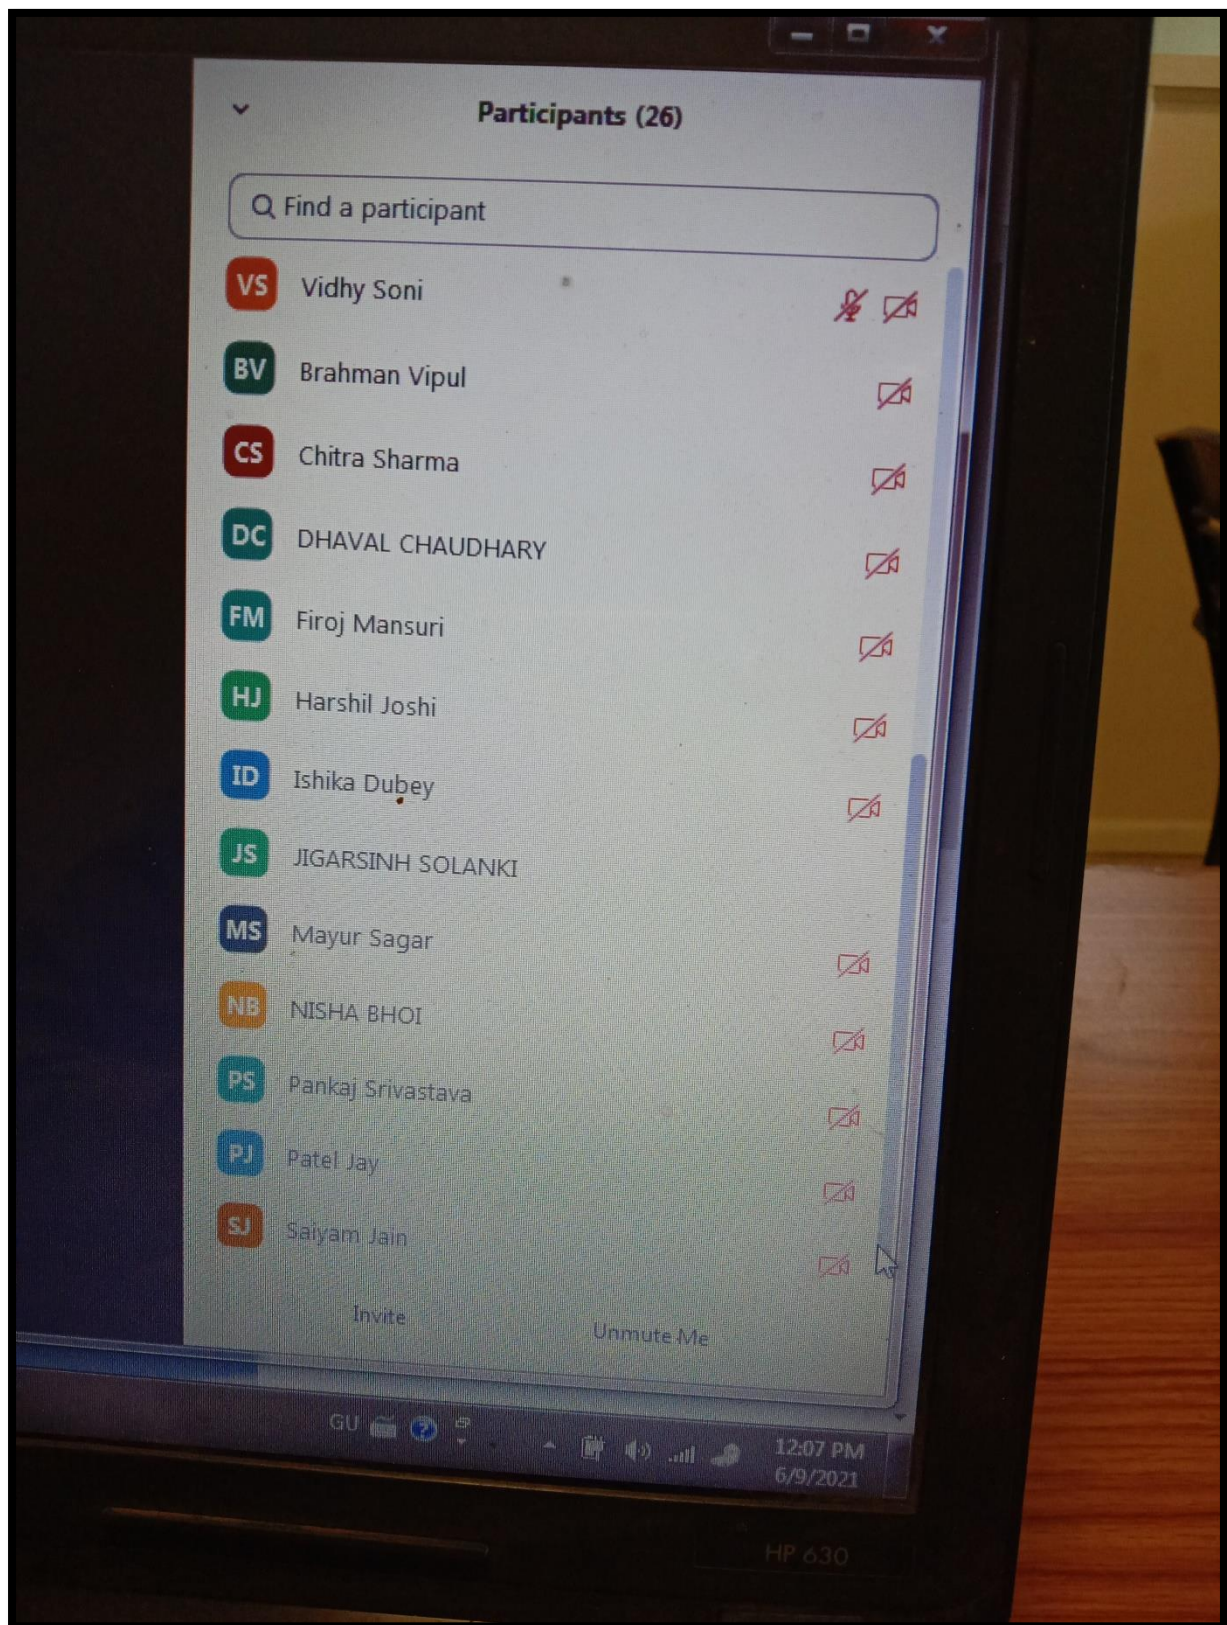 Participants (26)
Find a participant
VS Vidhy Soni
BV Brahman Vipul
CS Chitra Sharma
DC DHAVAL CHAUDHARY
FM Firoj Mansuri
HJ Harshil Joshi
ID Ishika Dubey
JS JIGARSINH SOLANKI
MS Mayur Sagar
NB NISHA BHOI
PS Pankaj Srivastava
PJ Patel Jay
SJ Saiyam Jain
Invite Unmute Me
GU 12:07 PM
6/9/2021
HP 630